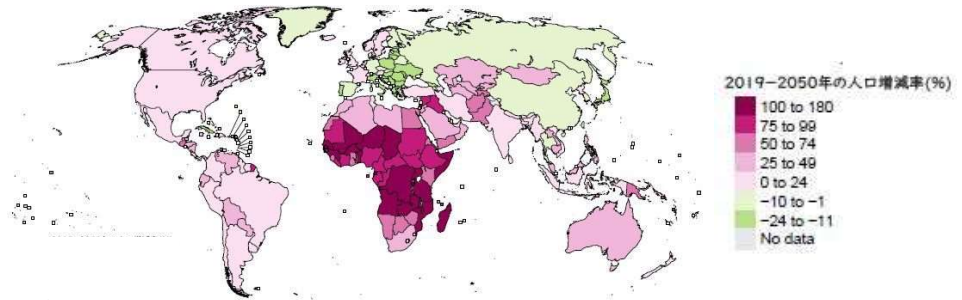 2019−2050年の人口増減率(%)
100 to 180
75 to 99
50 to 74
25 to 49
0 to 24
−10 to −1
−24 to −11
No data